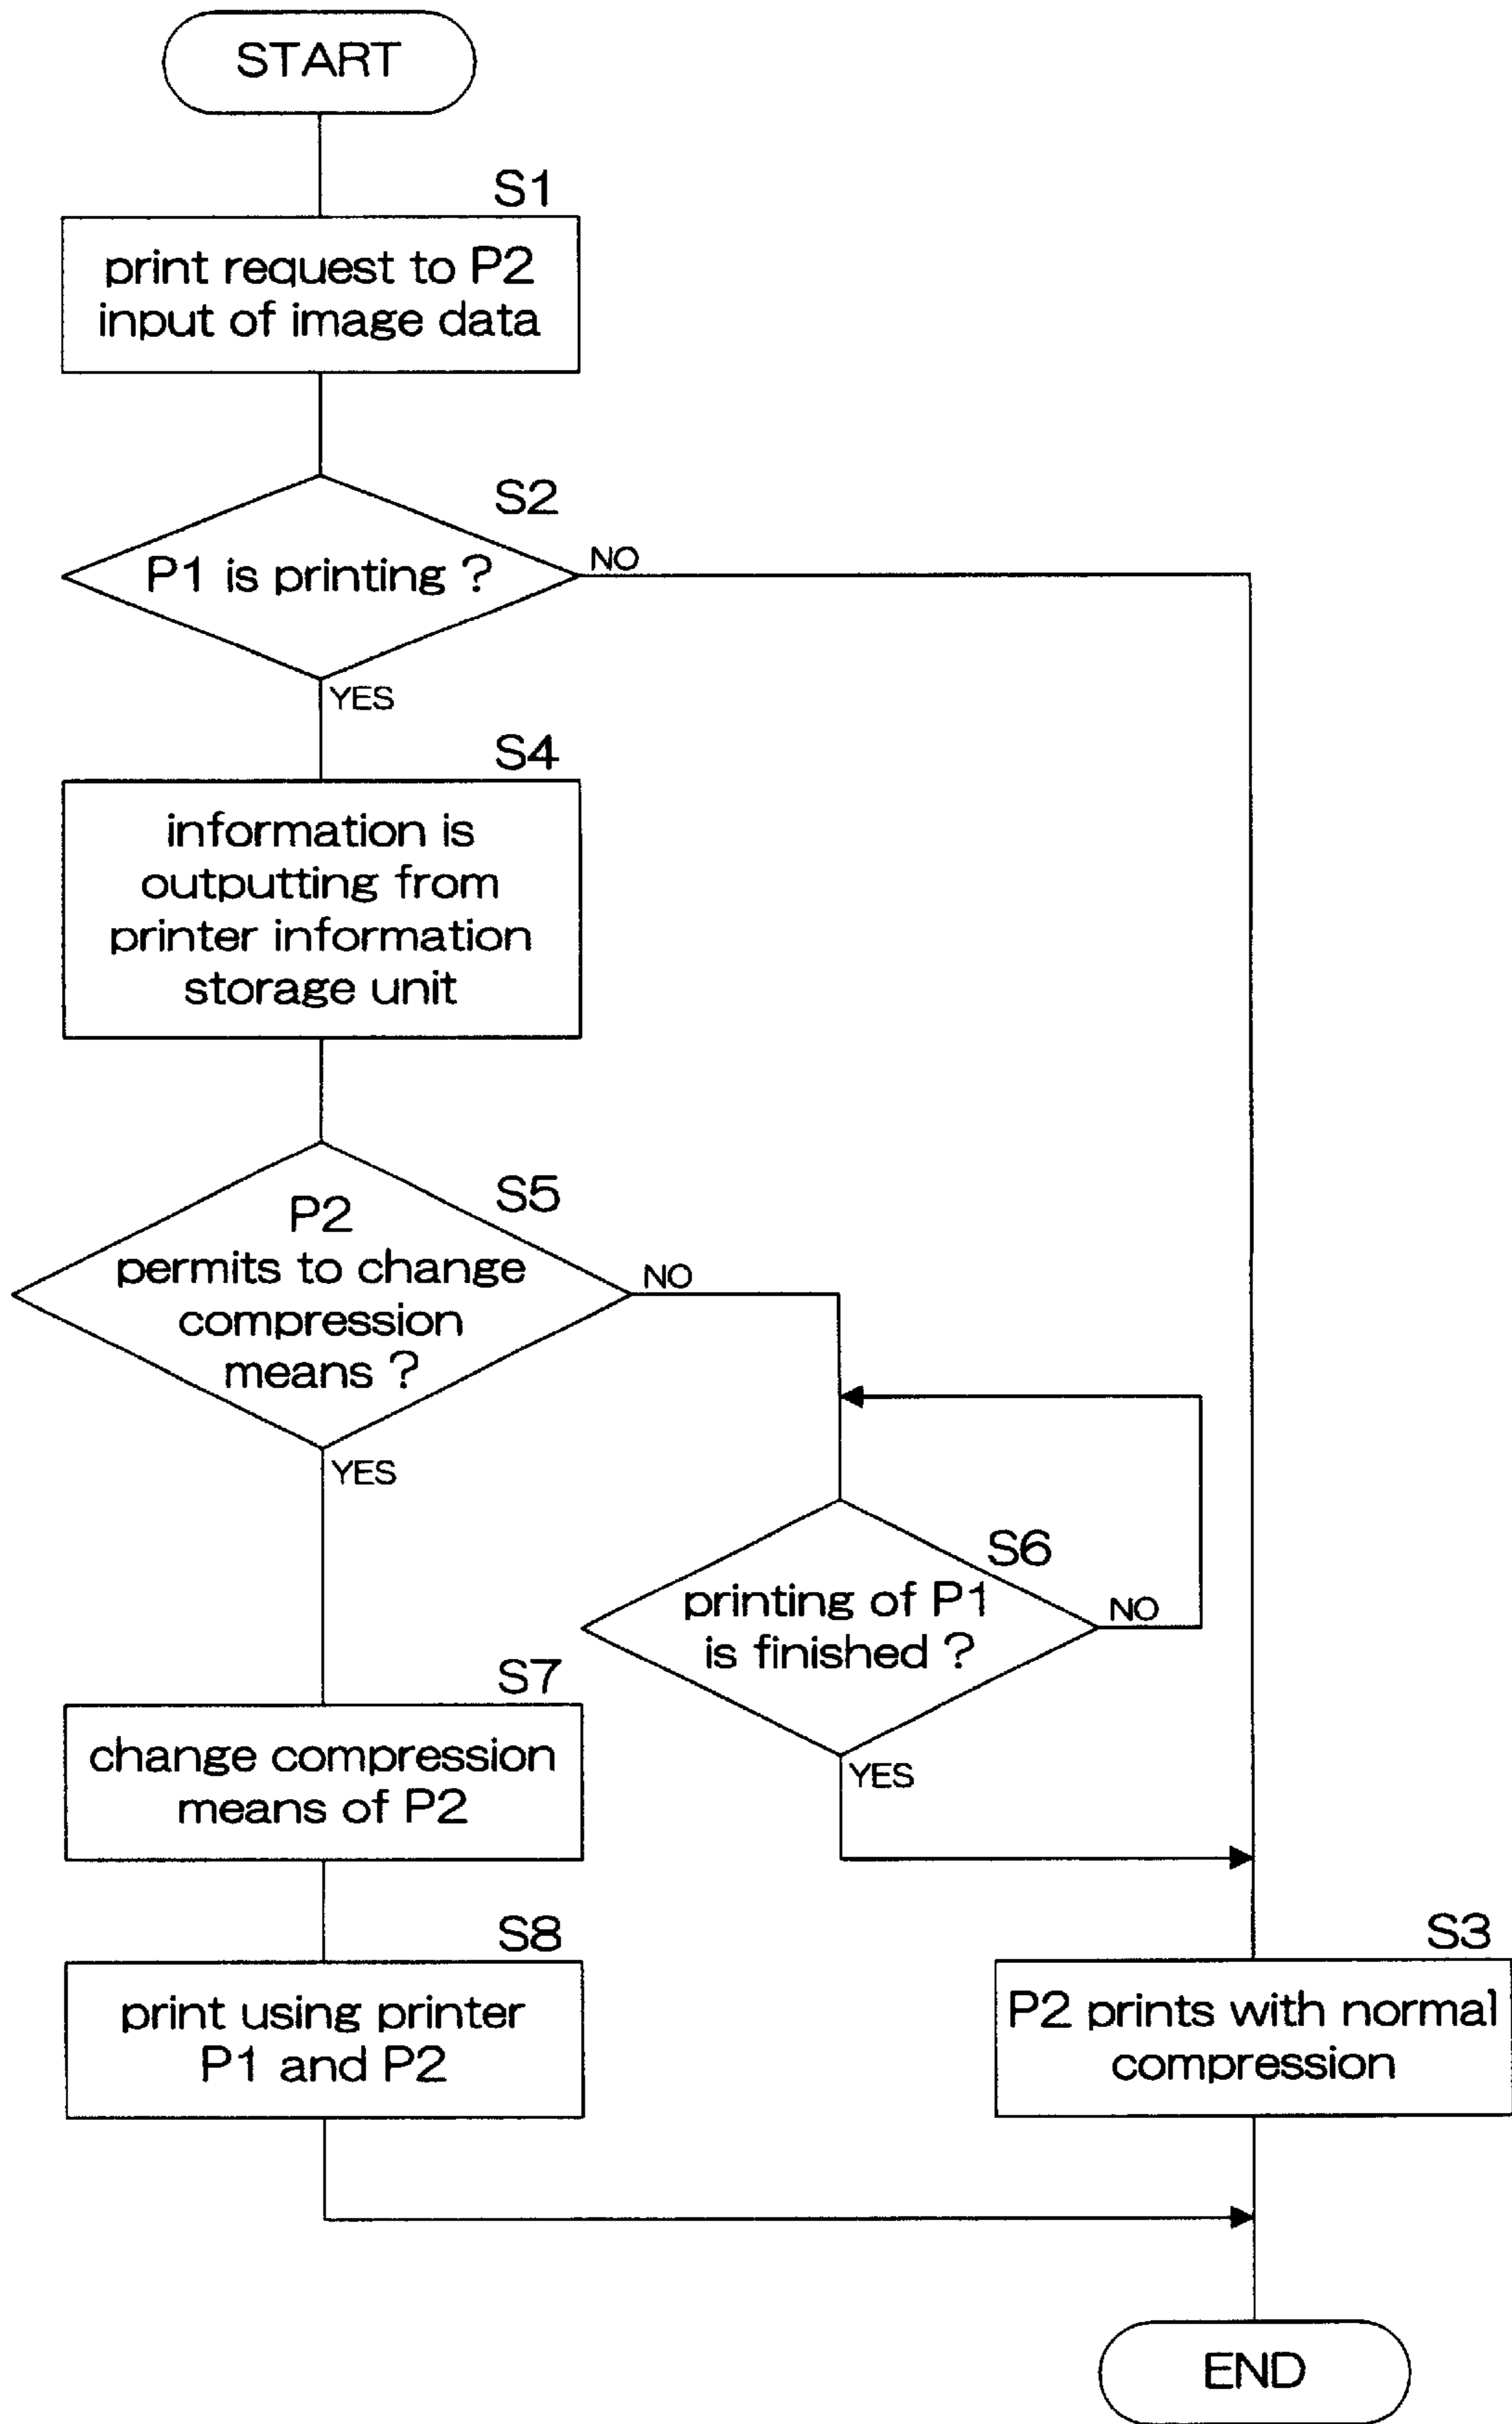 START
S1
print request to P2
input of image data
S2
P1 is printing ?
NO
YES
S4
information is
outputting from
printer information
storage unit
S5
P2
permits to change
compression
means ?
NO
YES
S6
printing of P1
is finished ?
NO
YES
S7
change compression
means of P2
S8
print using printer
P1 and P2
S3
P2 prints with normal
compression
END